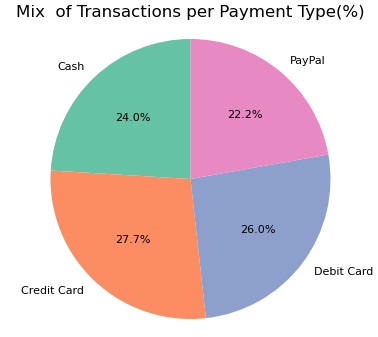 Mix  of Transactions per Payment Type(%)
Cash
PayPal
24.0%
22.2%
27.7%
26.0%
Credit Card
Debit Card